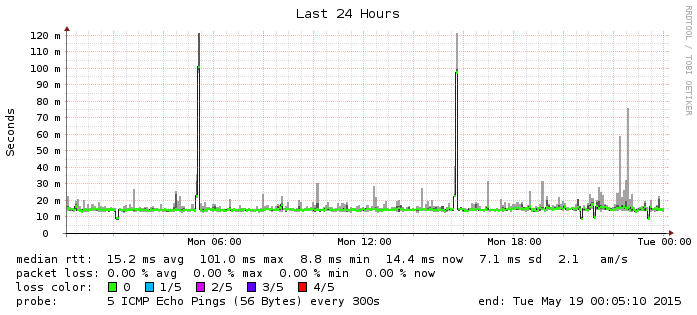 Last 24 Hours
RRDTOOL / TOBI OETIKER
Seconds
120 m
110 m
100 m
90 m
80 m
70 m
60 m
50 m
40 m
30 m
20 m
10 m
0
Mon 06:00 Mon 12:00 Mon 18:00 Tue 00:00
median rtt: 15.2 ms avg 101.0 ms max 8.8 ms min 14.4 ms now 7.1 ms sd 2.1 am/s
packet loss: 0.00 % avg 0.00 % max 0.00 % min 0.00 % now
loss color: 0 1/5 2/5 3/5 4/5
probe: 5 ICMP Echo Pings (56 Bytes) every 300s end: Tue May 19 00:05:10 2015